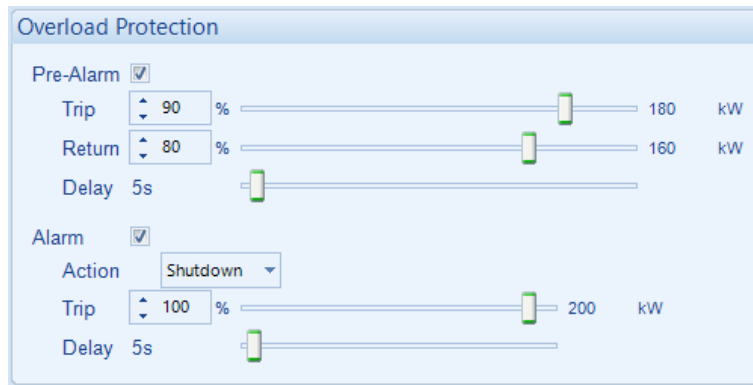 Overload Protection
Pre-Alarm
Trip 90 % 180 kW
Return 80 % 160 kW
Delay 5s
Alarm
Action Shutdown
Trip 100 % 200 kW
Delay 5s